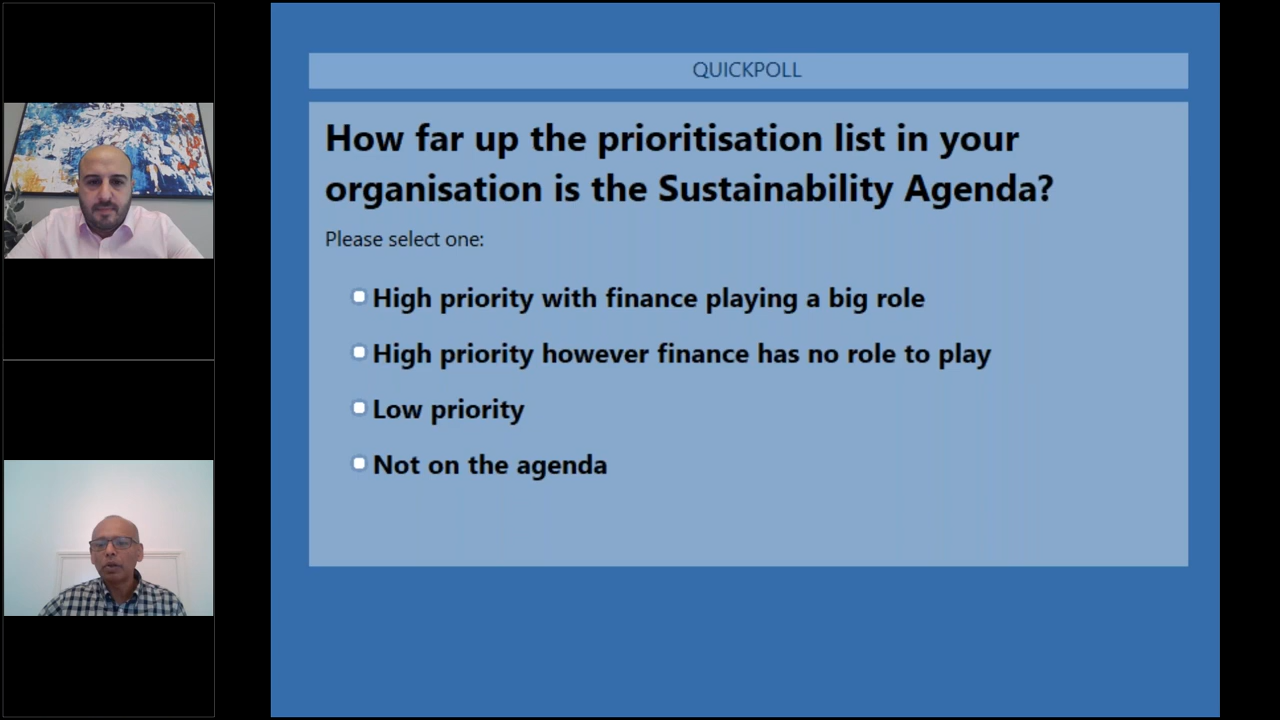 QUICKPOLL
How far up the prioritisation list in your
organisation is the Sustainability Agenda?
Please select one:
High priority with finance playing a big role
High priority however finance has no role to play
Low priority
Not on the agenda